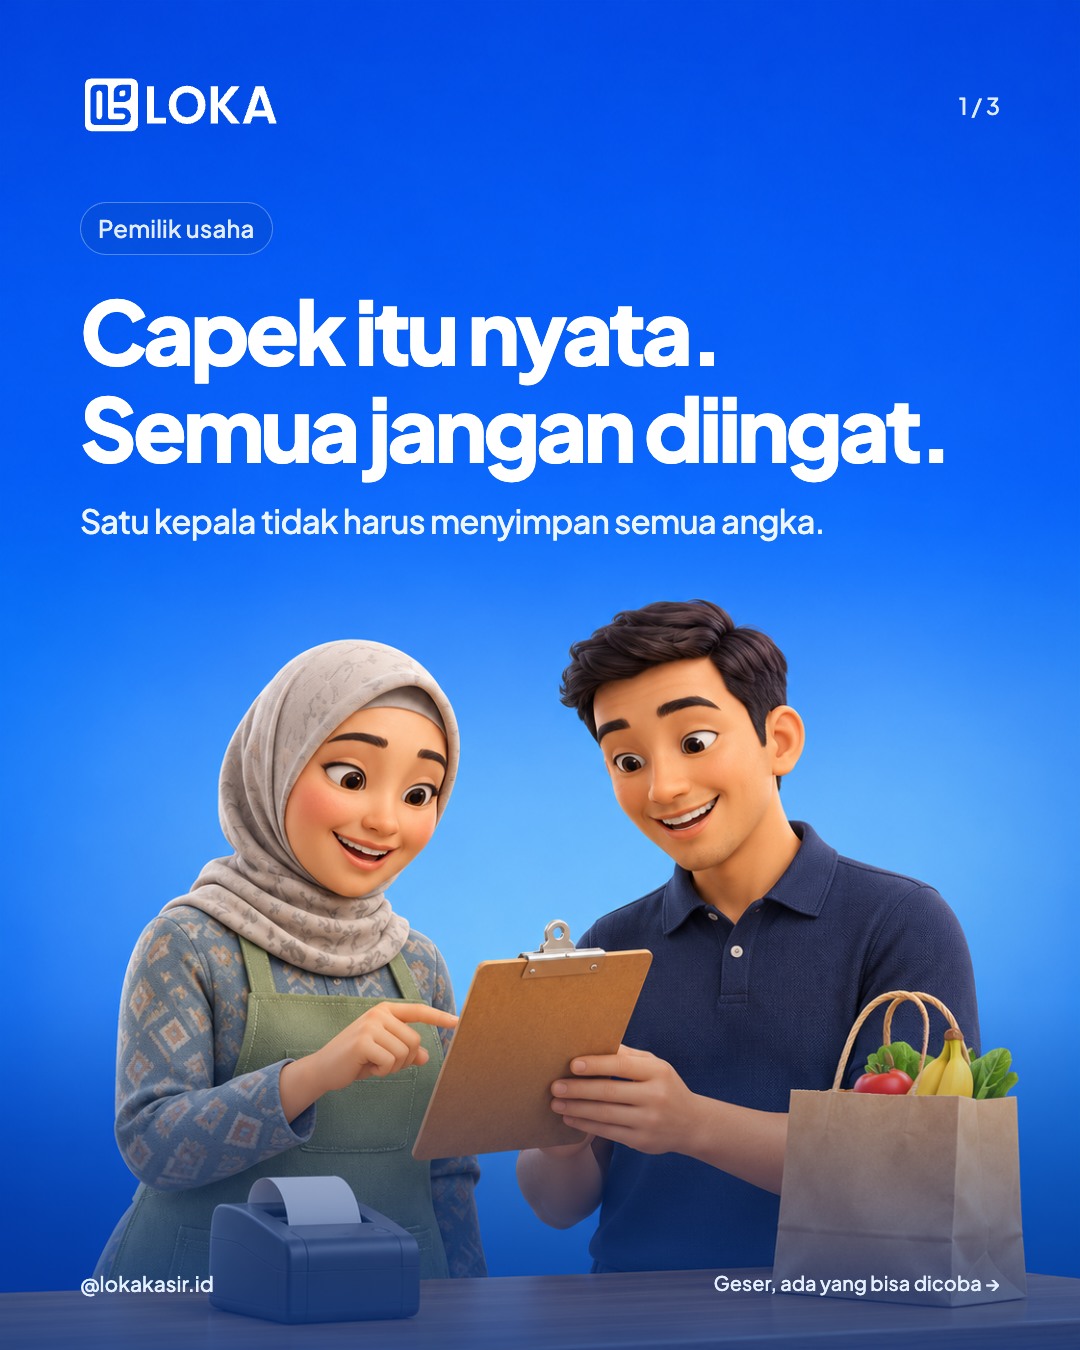 LOKA
1 / 3
Pemilik usaha
Capek itu nyata.
Semua jangan diingat.
Satu kepala tidak harus menyimpan semua angka.
@lokakasir.id
Geser, ada yang bisa dicoba →